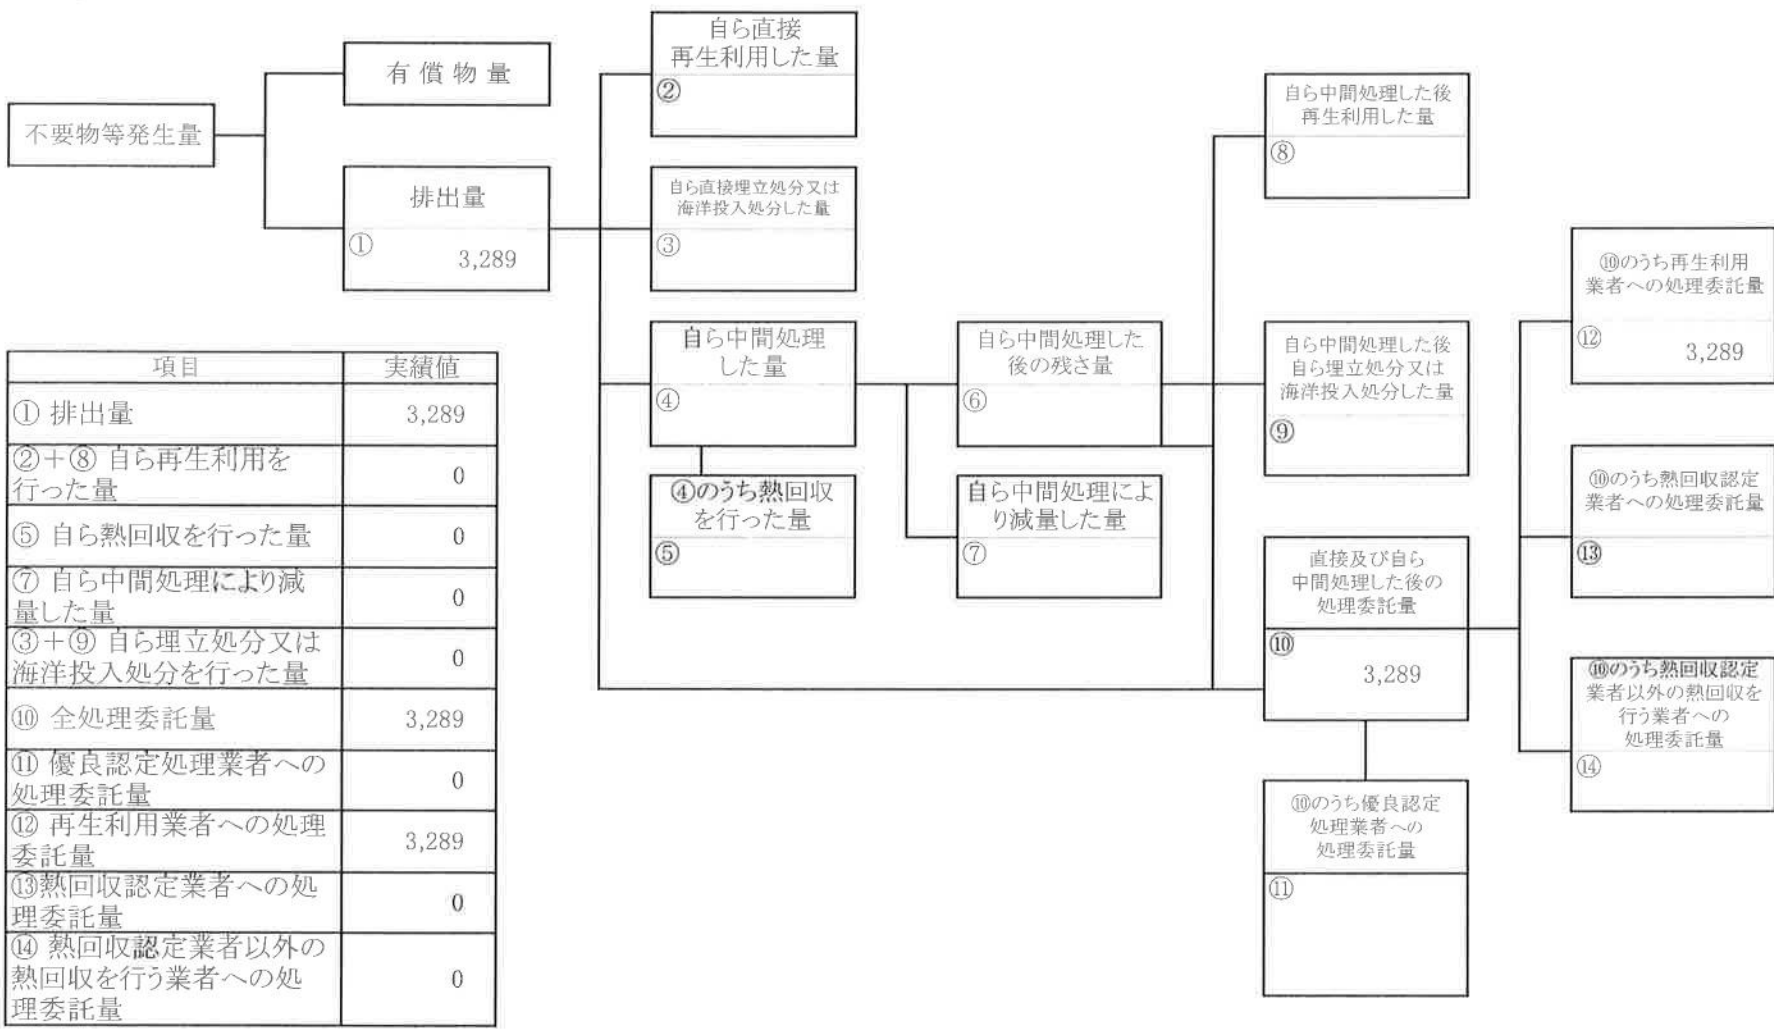 自ら直接
再生利用した量
②
有償物量
不要物等発生量
排出量
①
3,289
自ら直接埋立処分又は
海洋投入処分した量
③
自ら中間処理した後
再生利用した量
⑧
自ら中間処理
した量
④
自ら中間処理した
後の残さ量
⑥
自ら中間処理した後
自ら埋立処分又は
海洋投入処分した量
⑨
⑩のうち再生利用
業者への処理委託量
⑫
3,289
④のうち熱回収
を行った量
⑤
自ら中間処理によ
り減量した量
⑦
⑩のうち熱回収認定
業者への処理委託量
⑬
直接及び自ら
中間処理した後の
処理委託量
⑩
3,289
⑩のうち熱回収認定
業者以外の熱回収を
行う業者への
処理委託量
⑭
⑩のうち優良認定
処理業者への
処理委託量
⑪
項目 実績値
① 排出量 3,289
②+⑧ 自ら再生利用を
行った量 0
⑤ 自ら熱回収を行った量 0
⑦ 自ら中間処理により減
量した量 0
③+⑨ 自ら埋立処分又は
海洋投入処分を行った量 0
⑩ 全処理委託量 3,289
⑪ 優良認定処理業者への
処理委託量 0
⑫ 再生利用業者への処理
委託量 3,289
⑬熱回収認定業者への処
理委託量 0
⑭ 熱回収認定業者以外の
熱回収を行う業者への処
理委託量 0